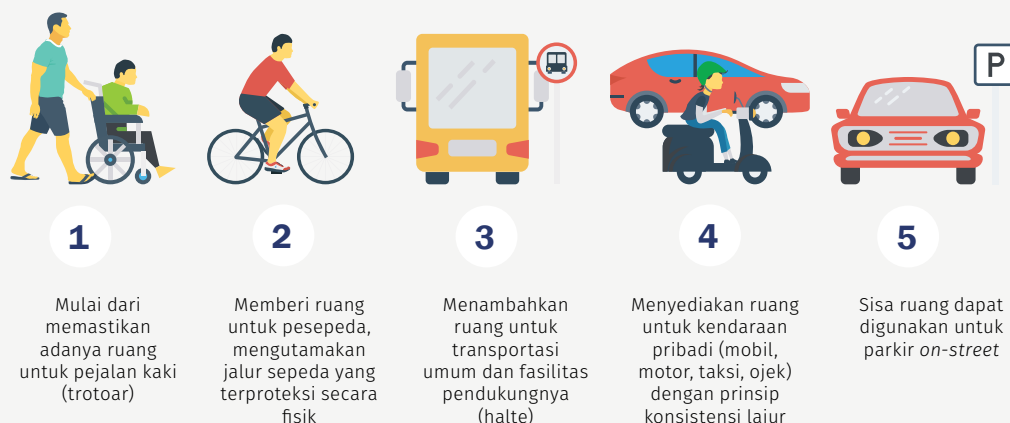 P
1
Mulai dari
memastikan
adanya ruang
untuk pejalan kaki
(trotoar)
2
Memberi ruang
untuk pesepeda,
mengutamakan
jalur sepeda yang
terproteksi secara
fisik
3
Menambahkan
ruang untuk
transportasi
umum dan fasilitas
pendukungnya
(halte)
4
Menyediakan ruang
untuk kendaraan
pribadi (mobil,
motor, taksi, ojek)
dengan prinsip
konsistensi lajur
5
Sisa ruang dapat
digunakan untuk
parkir on-street